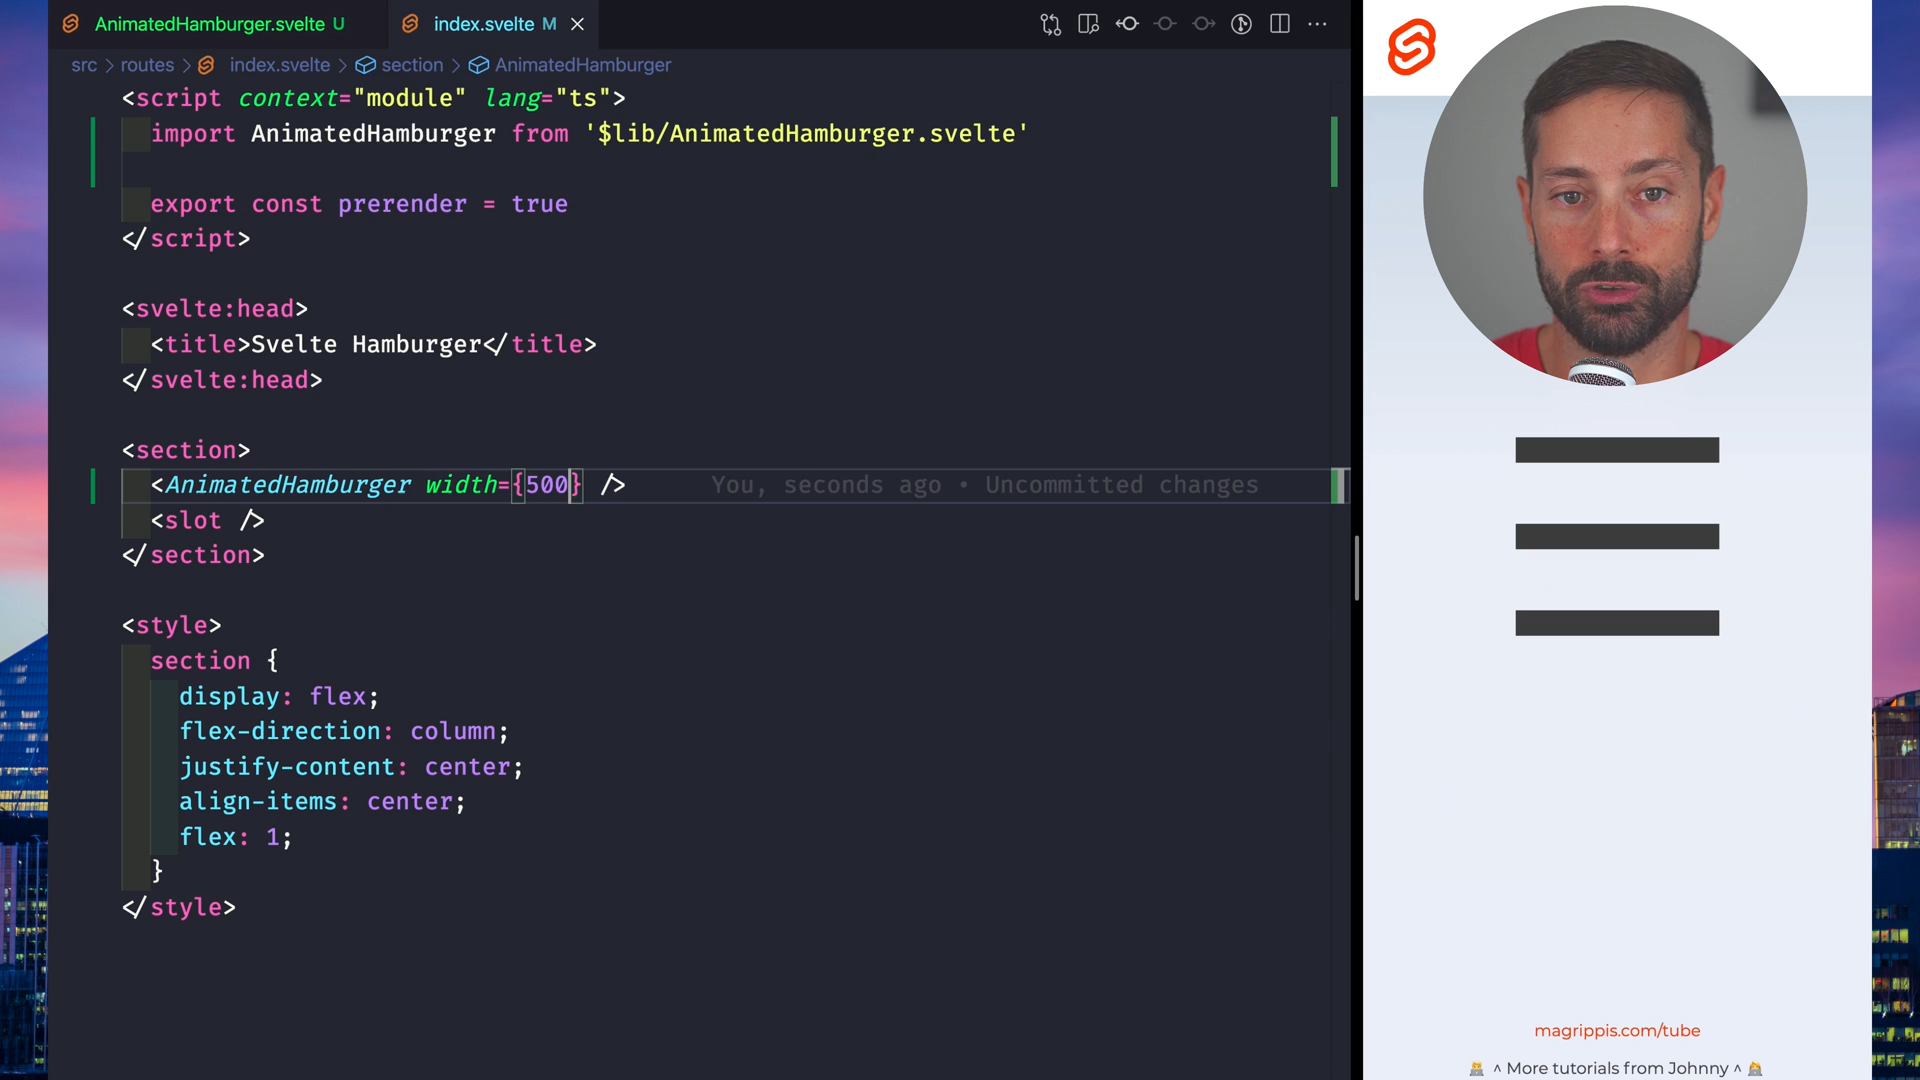 AnimatedHamburger.svelte U
index.svelte M
src > routes > index.svelte > section > AnimatedHamburger
<script context="module" lang="ts">
import AnimatedHamburger from '$lib/AnimatedHamburger.svelte'
export const prerender = true
</script>
<svelte:head>
<title>Svelte Hamburger</title>
</svelte:head>
<section>
<AnimatedHamburger width={500} /> You, seconds ago • Uncommitted changes
<slot />
</section>
<style>
section {
display: flex;
flex-direction: column;
justify-content: center;
align-items: center;
flex: 1;
}
</style>
magrippis.com/tube
^ More tutorials from Johnny ^